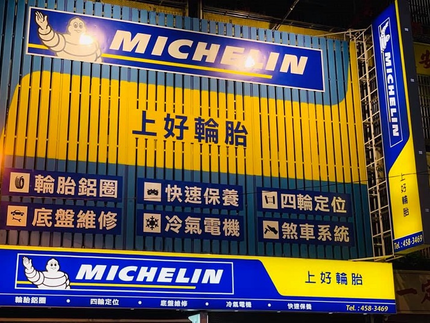 MICHELIN
上好輪胎
輪胎鋁圈 快速保養 四輪定位
底盤維修 冷氣電機 煞車系統
MICHELIN 上好輪胎
輪胎鋁圈 • 四輪定位 • 底盤維修 • 冷氣電機 • 快速保養 Tel. : 458-3469
MICHELIN
上好輪胎
Tel. : 458-3469